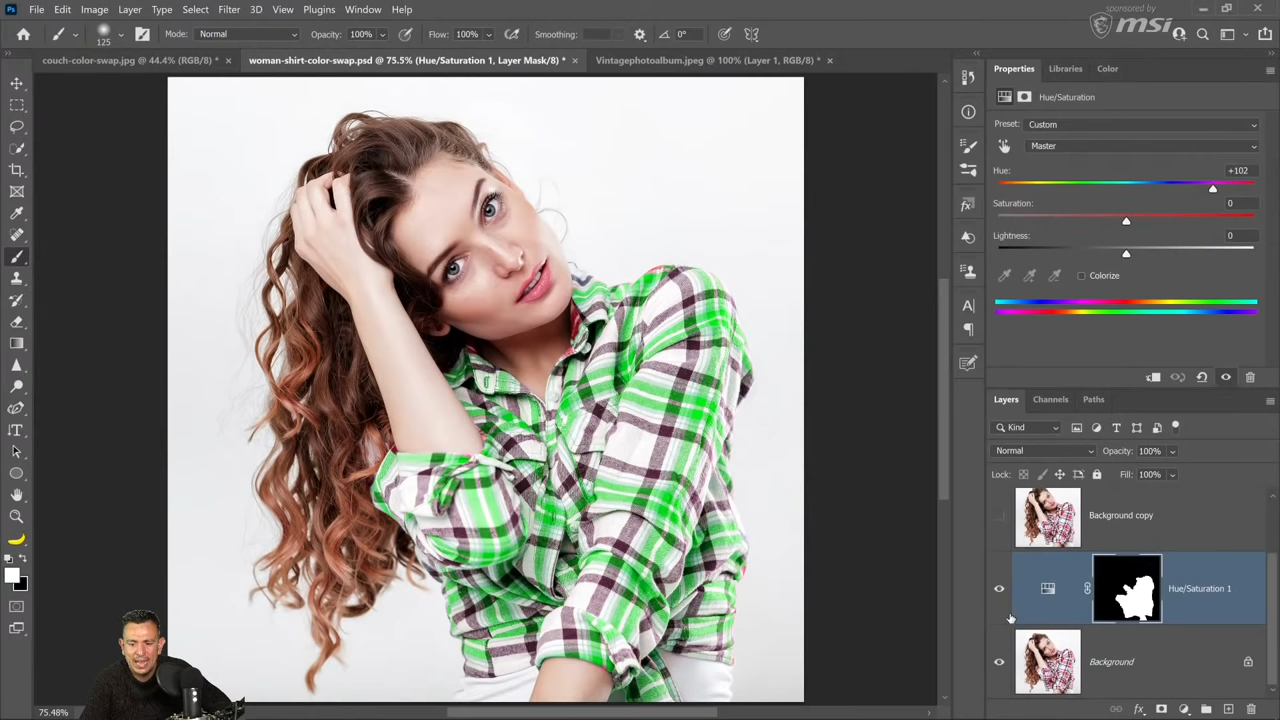 sponsored by
msi
Ps File Edit Image Layer Type Select Filter 3D View Plugins Window Help
125 Mode: Normal Opacity: 100% Flow: 100% Smoothing: 0°
couch-color-swap.jpg @ 44.4% (RGB/8) * × woman-shirt-color-swap.psd @ 75.5% (Hue/Saturation 1, Layer Mask/8) * × Vintagephotoalbum.jpeg @ 100% (Layer 1, RGB/8) * ×
Properties Libraries Color
Hue/Saturation
Preset: Custom
Master
Hue: +102
Saturation: 0
Lightness: 0
Colorize
Layers Channels Paths
Kind
Normal Opacity: 100%
Lock: Fill: 100%
Background copy
Hue/Saturation 1
Background
75.48%